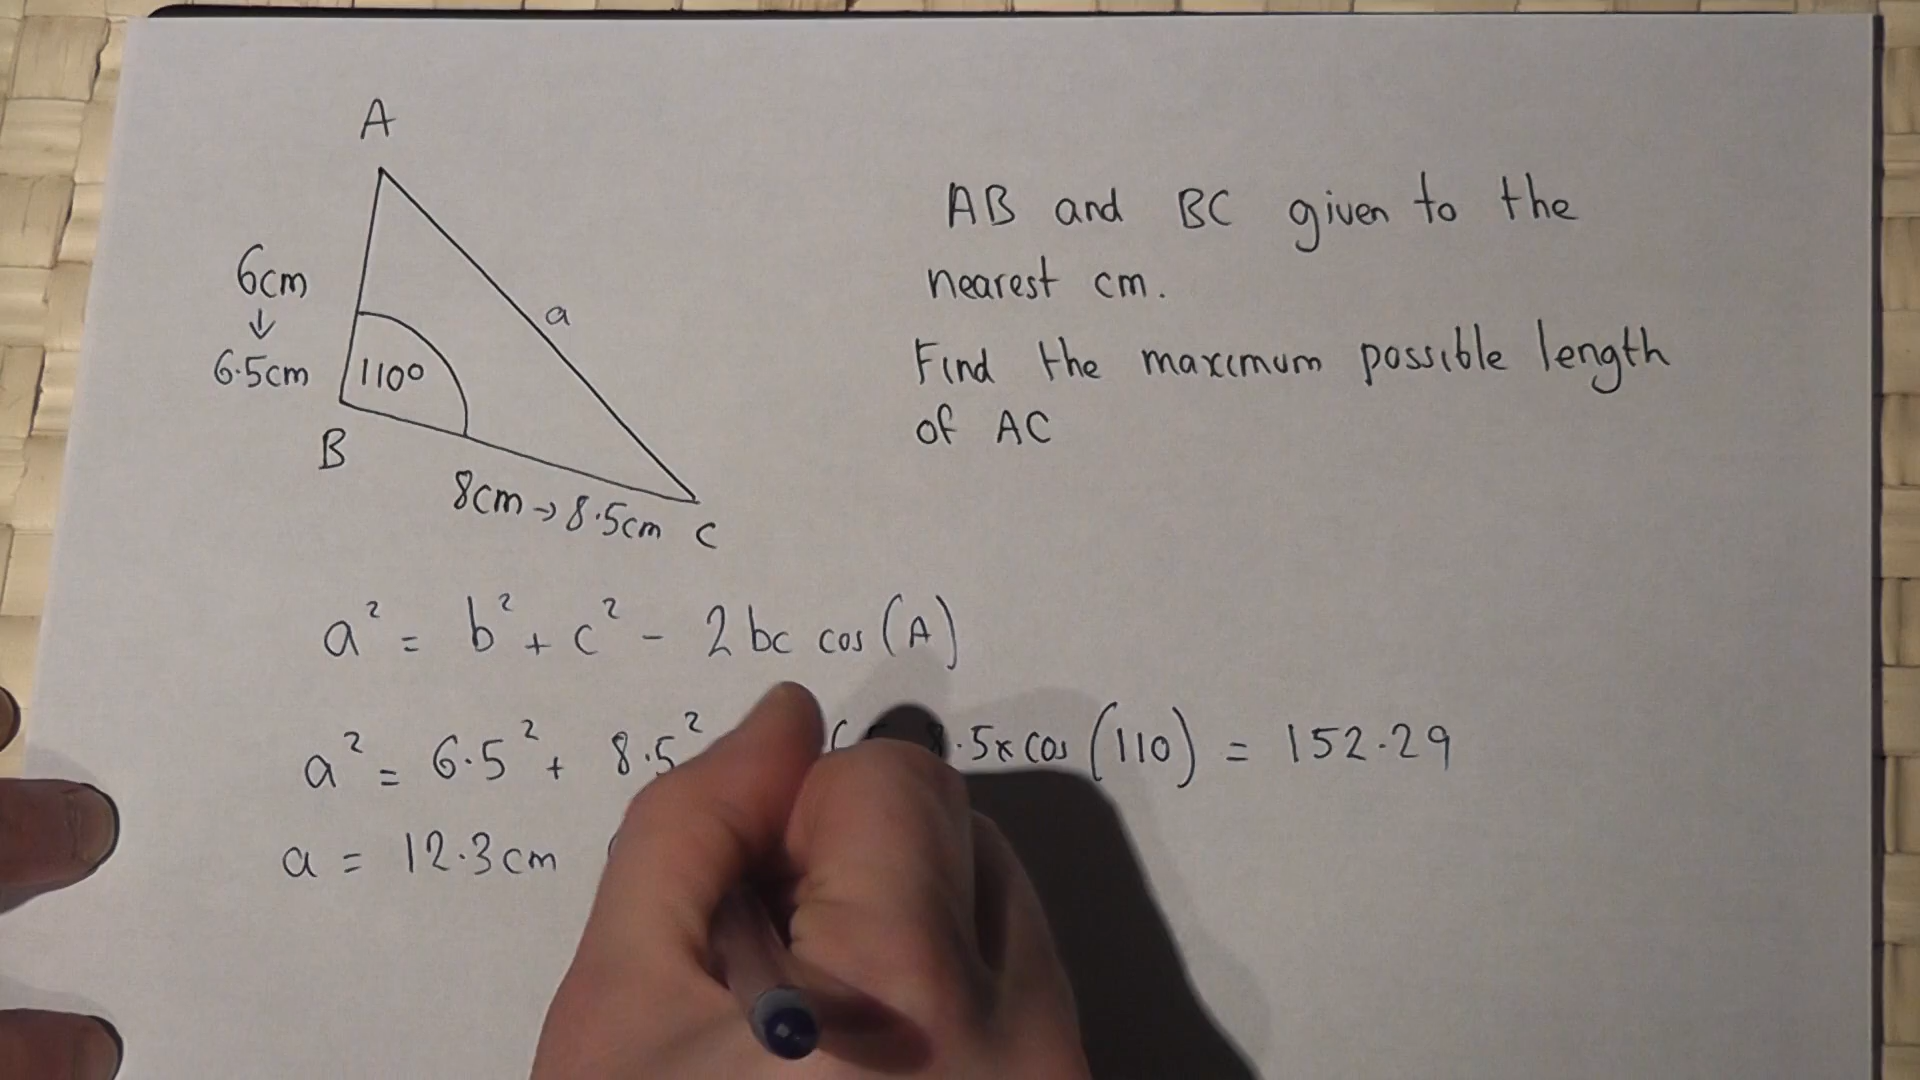 A
6cm
↓
6.5cm
110°
a
B
8cm → 8.5cm C
AB and BC given to the
nearest cm.
Find the maximum possible length
of AC
a² = b² + c² - 2bc cos(A)
a² = 6.5² + 8.5² .5x cos(110) = 152.29
a = 12.3cm